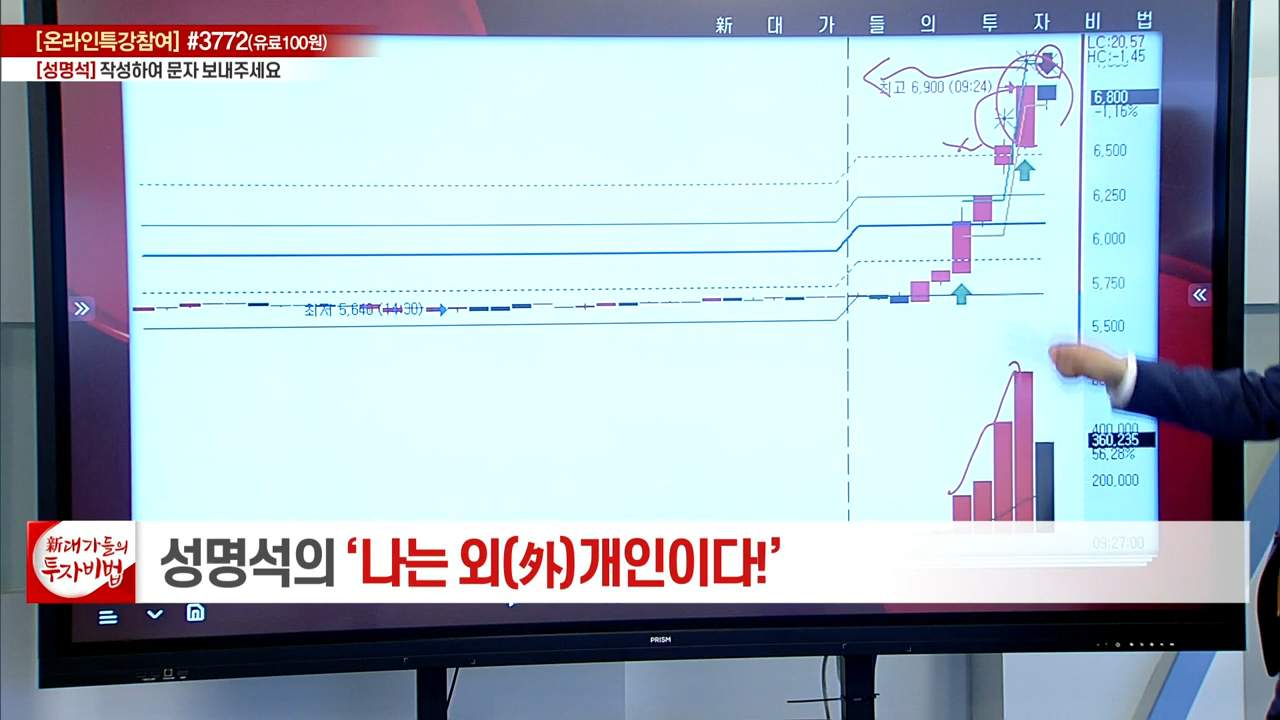 新 대 가 들 의 투 자 비 법
[온라인특강참여] #3772(유료100원)
[성명석] 작성하여 문자 보내주세요
LC:20,57
HC:-1,45
최고 6,900 (09:24)
6,800
-1,16%
6,500
6,250
6,000
5,750
최저 5,640 (14:30)
5,500
400,000
360,235
56,28%
200,000
09:27:00
新대가들의
투자비법
성명석의 ‘나는 외(外)개인이다!’
PRISM